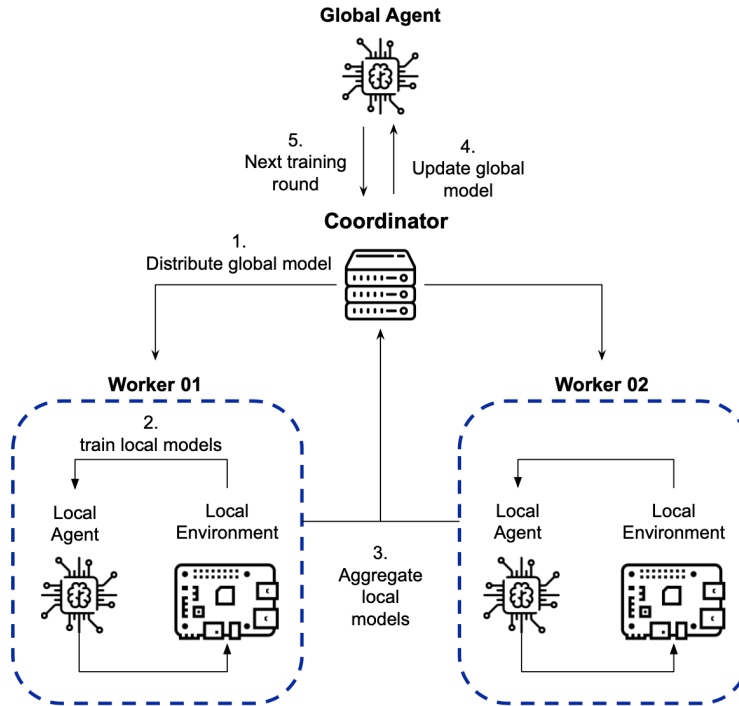 Global Agent
5.
Next training
round
4.
Update global
model
Coordinator
1.
Distribute global model
Worker 01
2.
train local models
Local
Agent
Local
Environment
3.
Aggregate
local
models
Worker 02
Local
Agent
Local
Environment